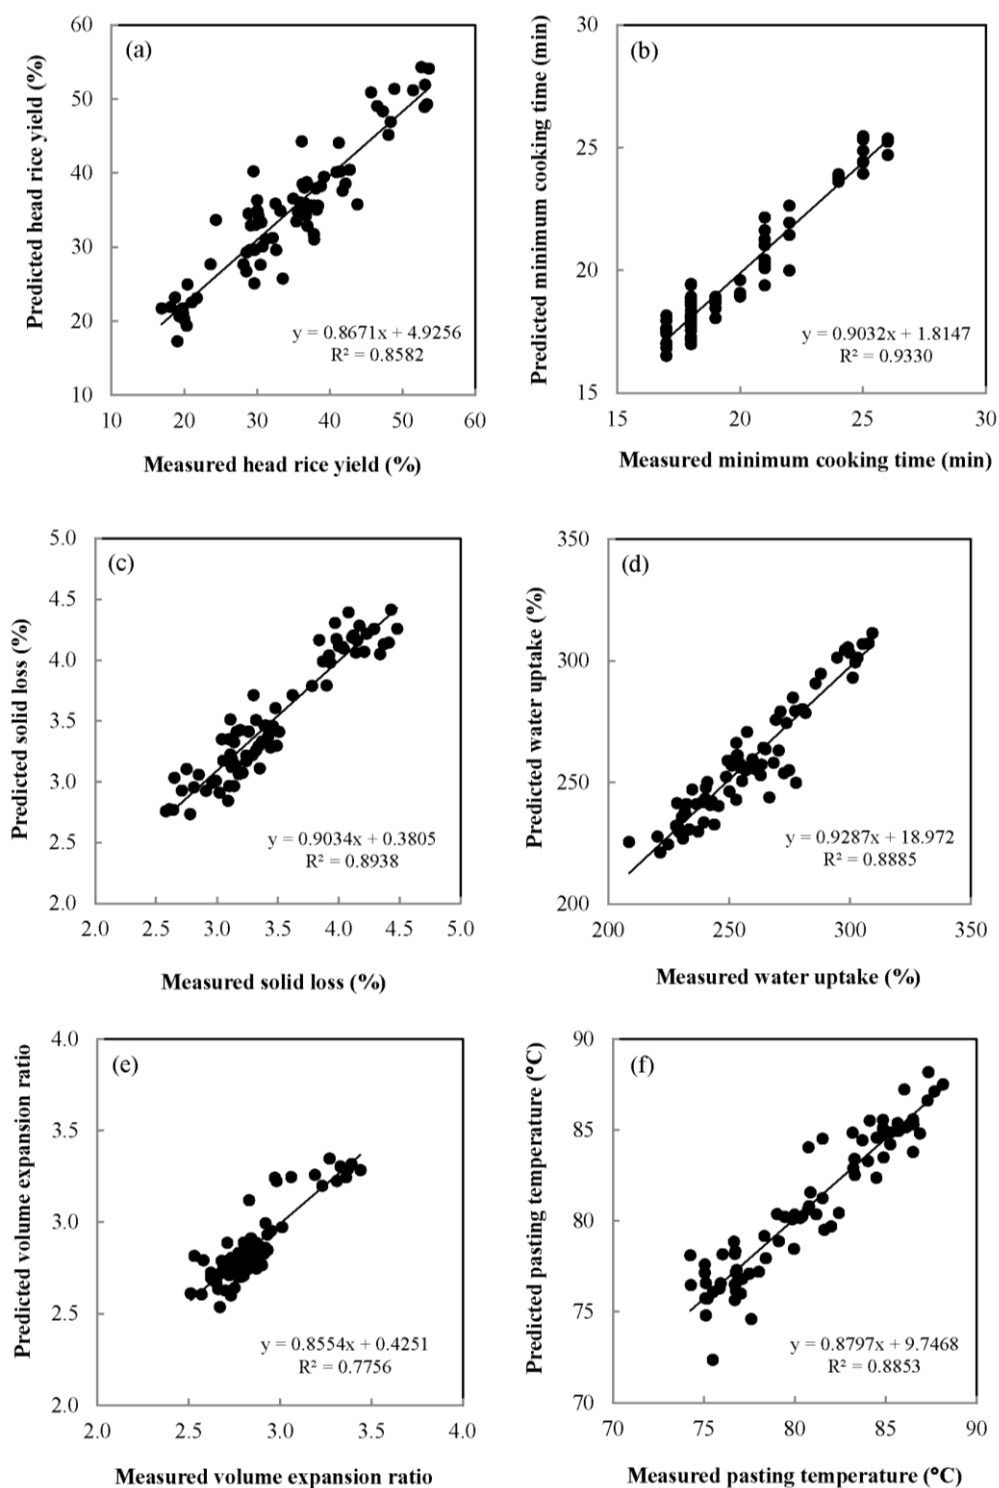 (a)
60
50
40
30
20
10
Predicted head rice yield (%)
y = 0.8671x + 4.9256
R² = 0.8582
10 20 30 40 50 60
Measured head rice yield (%)
(b)
30
25
20
15
Predicted minimum cooking time (min)
y = 0.9032x + 1.8147
R² = 0.9330
15 20 25 30
Measured minimum cooking time (min)
(c)
5.0
4.5
4.0
3.5
3.0
2.5
2.0
Predicted solid loss (%)
y = 0.9034x + 0.3805
R² = 0.8938
2.0 2.5 3.0 3.5 4.0 4.5 5.0
Measured solid loss (%)
(d)
350
300
250
200
Predicted water uptake (%)
y = 0.9287x + 18.972
R² = 0.8885
200 250 300 350
Measured water uptake (%)
(e)
4.0
3.5
3.0
2.5
2.0
Predicted volume expansion ratio
y = 0.8554x + 0.4251
R² = 0.7756
2.0 2.5 3.0 3.5 4.0
Measured volume expansion ratio
(f)
90
85
80
75
70
Predicted pasting temperature (°C)
y = 0.8797x + 9.7468
R² = 0.8853
70 75 80 85 90
Measured pasting temperature (°C)